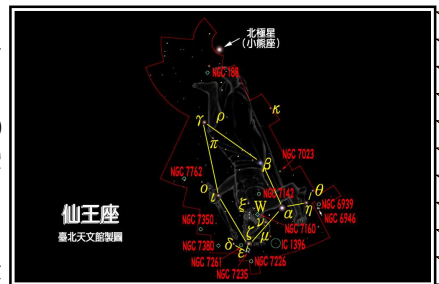 北極星
(小熊座)
NGC 188
κ
ρ
γ
π
NGC 7023
β
NGC 7762
NGC 7142
θ
ο
ι
ξ
W
α
η
NGC 6939
NGC 6946
ν
仙王座
NGC 7350
NGC 7160
ζ
μ
δ
ε
IC 1396
臺北天文館製圖
NGC 7380
NGC 7261
NGC 7226
NGC 7235